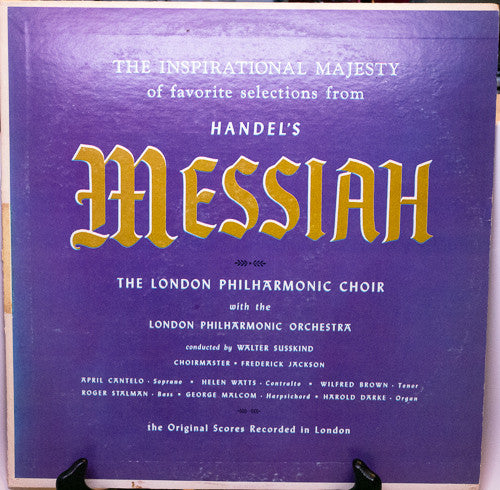 THE INSPIRATIONAL MAJESTY
of favorite selections from
HANDEL'S
MESSIAH
THE LONDON PHILHARMONIC CHOIR
with the
LONDON PHILHARMONIC ORCHESTRA
conducted by WALTER SUSSKIND
CHOIRMASTER • FREDERICK JACKSON
APRIL CANTELO • Soprano • HELEN WATTS • Contralto • WILFRED BROWN • Tenor
ROGER STALMAN • Bass • GEORGE MALCOM • Harpsichord • HAROLD DARKE • Organ
the Original Scores Recorded in London